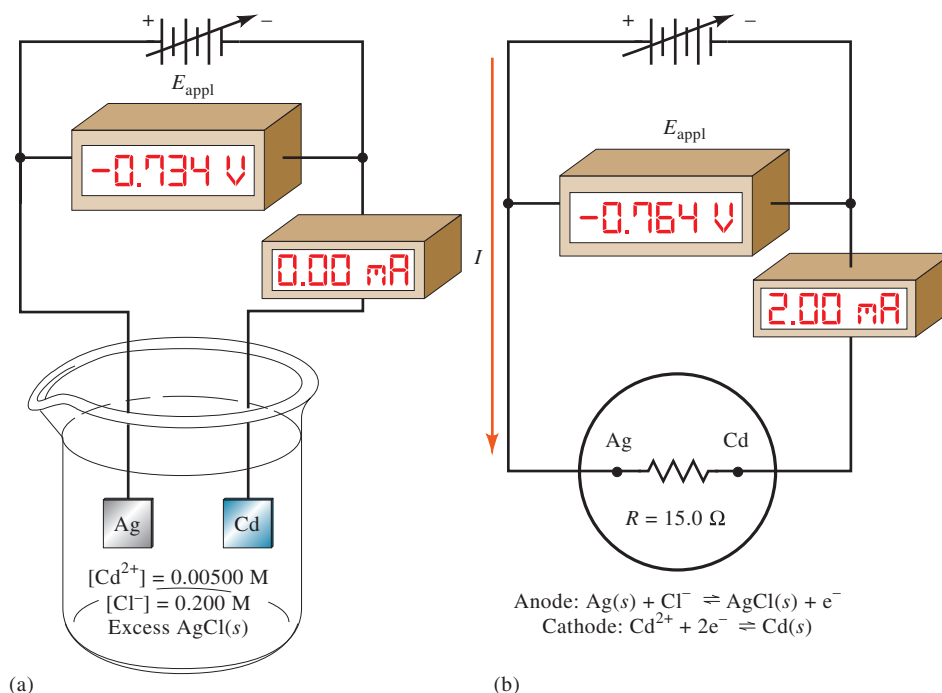 + –
E_appl
-0.734 V
0.00 mA
Ag
Cd
[Cd²⁺] = 0.00500 M
[Cl⁻] = 0.200 M
Excess AgCl(s)
(a)
+ –
E_appl
-0.764 V
I
2.00 mA
Ag
Cd
R = 15.0 Ω
Anode: Ag(s) + Cl⁻ ⇌ AgCl(s) + e⁻
Cathode: Cd²⁺ + 2e⁻ ⇌ Cd(s)
(b)